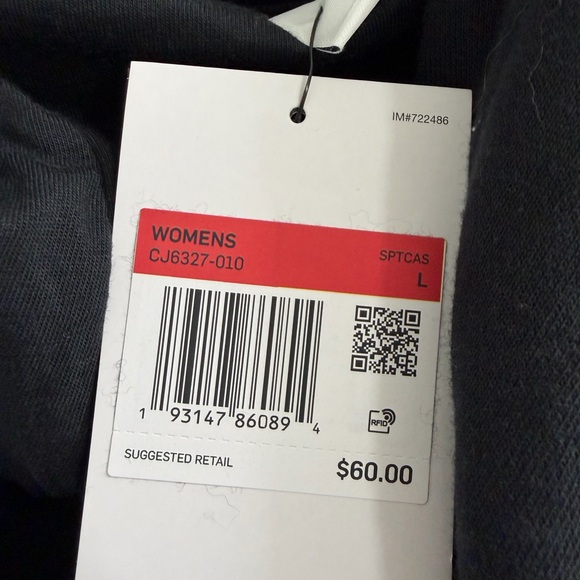 IM#722486
WOMENS
CJ6327-010
SPTCAS
L
1 93147 86089 4
RFID
SUGGESTED RETAIL
$60.00